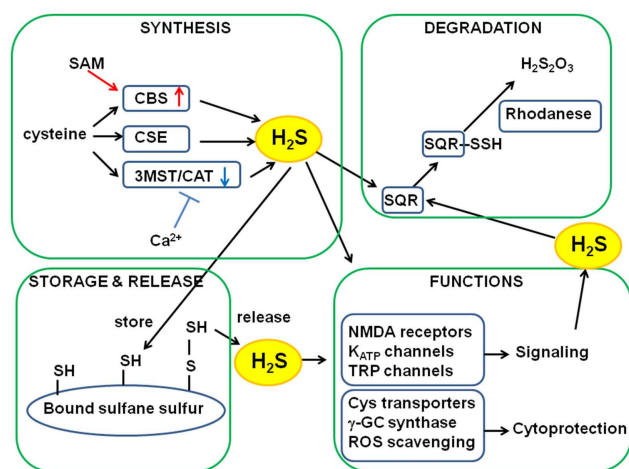 SYNTHESIS
SAM
CBS
cysteine
CSE
3MST/CAT
Ca²⁺
H₂S
DEGRADATION
H₂S₂O₃
Rhodanese
SQR–SSH
SQR
H₂S
STORAGE & RELEASE
store
release
SH
SH
SH
S
H₂S
Bound sulfane sulfur
FUNCTIONS
NMDA receptors
K_ATP channels
TRP channels
Signaling
Cys transporters
γ-GC synthase
ROS scavenging
Cytoprotection